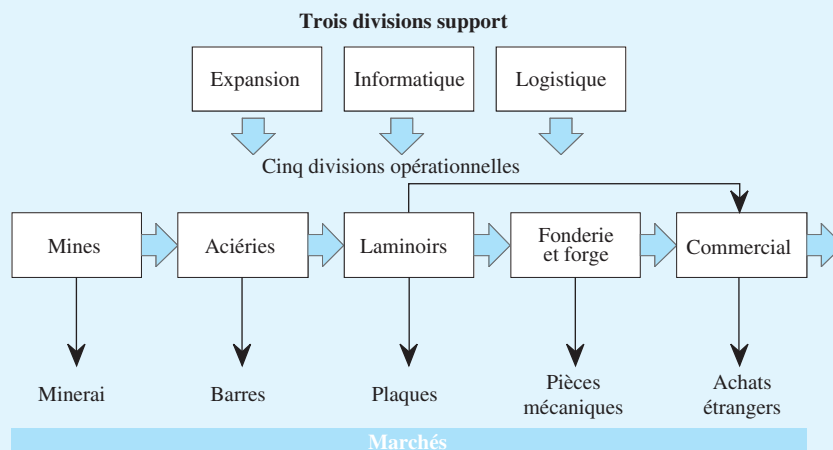 Trois divisions support
Expansion
Informatique
Logistique
Cinq divisions opérationnelles
Mines
Aciéries
Laminoirs
Fonderie
et forge
Commercial
Minerai
Barres
Plaques
Pièces
mécaniques
Achats
étrangers
Marchés